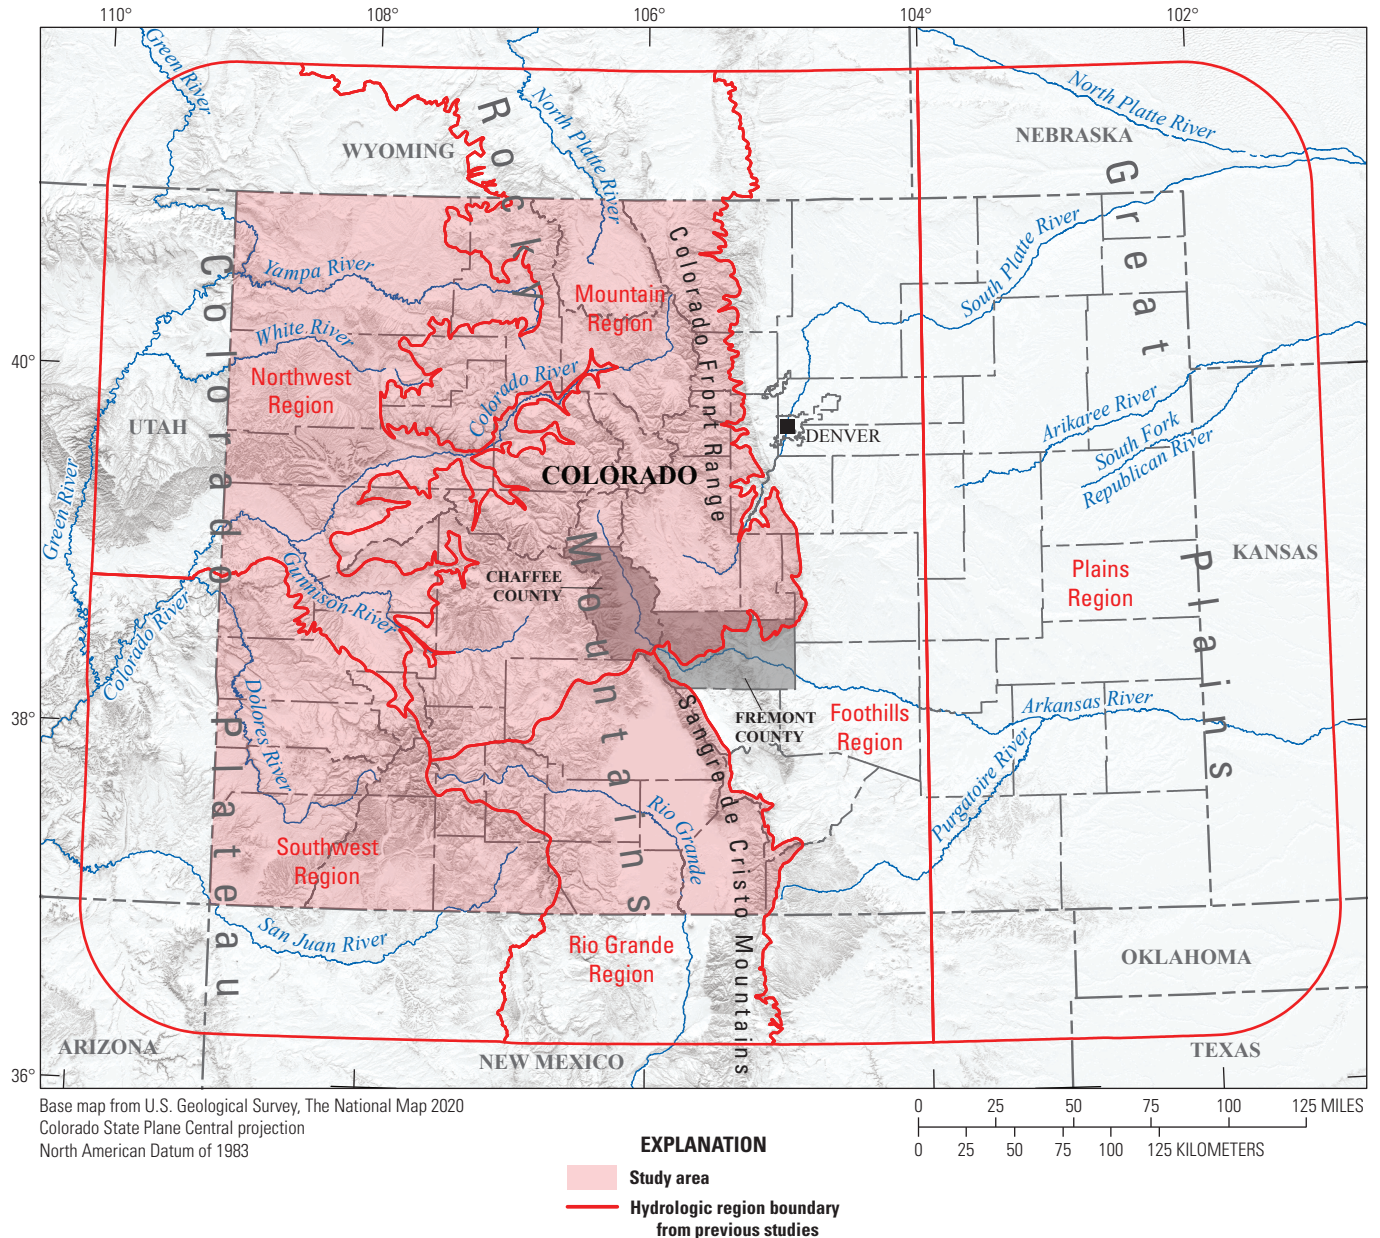 110°
108°
106°
104°
102°
Green River
North Platte River
North Platte River
Rocky
Mountains
WYOMING
NEBRASKA
Great
Plains
South Platte River
Colorado Front Range
Colorado
Plateau
Yampa River
Mountain
Region
White River
40°
Northwest
Region
Colorado River
UTAH
Arikaree River
DENVER
South Fork
Republican River
COLORADO
Green River
KANSAS
CHAFFEE
COUNTY
Gunnison River
Plains
Region
Colorado River
Dolores River
38°
Sangre de Cristo Mountains
FREMONT
COUNTY
Foothills
Region
Arkansas River
Purgatoire River
Rio Grande
Southwest
Region
San Juan River
Rio Grande
Region
OKLAHOMA
ARIZONA
NEW MEXICO
TEXAS
36°
Base map from U.S. Geological Survey, The National Map 2020
Colorado State Plane Central projection
North American Datum of 1983
0 25 50 75 100 125 MILES
0 25 50 75 100 125 KILOMETERS
EXPLANATION
Study area
Hydrologic region boundary
from previous studies